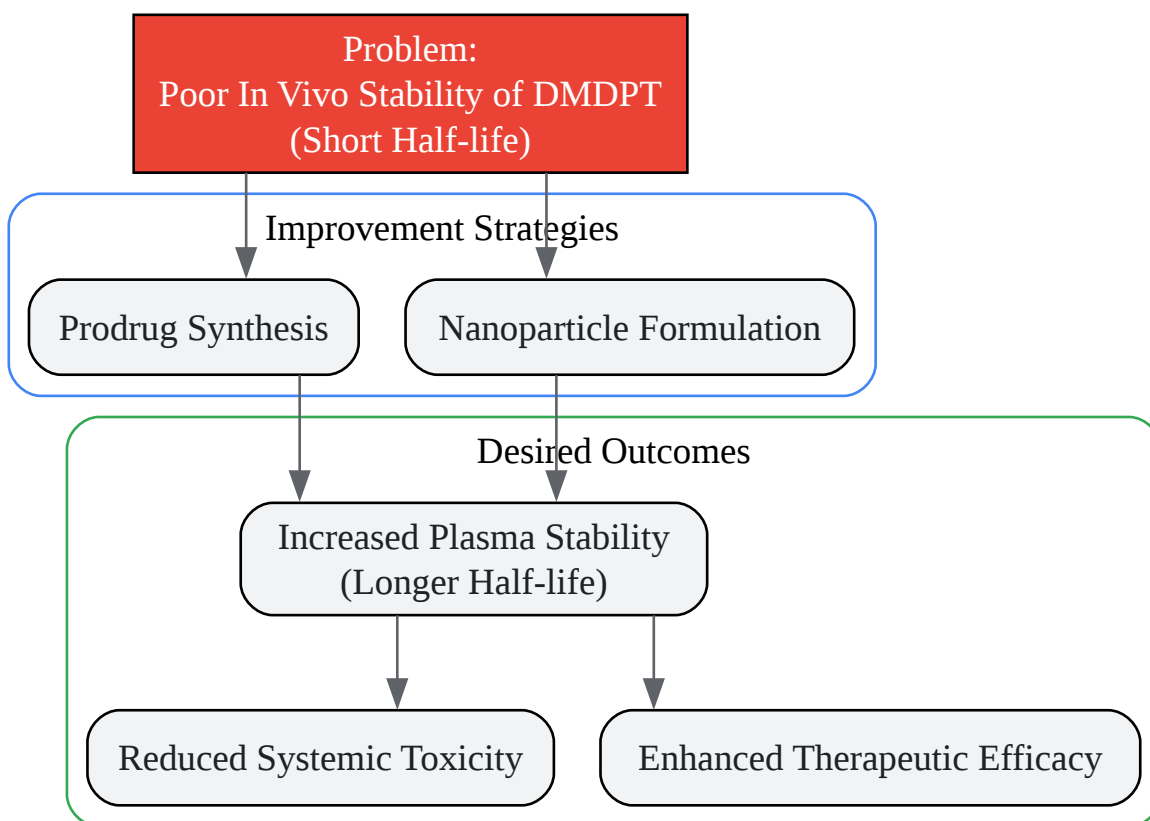 Problem:
Poor In Vivo Stability of DMDPT
(Short Half-life)
Improvement Strategies
Prodrug Synthesis
Nanoparticle Formulation
Desired Outcomes
Increased Plasma Stability
(Longer Half-life)
Reduced Systemic Toxicity
Enhanced Therapeutic Efficacy